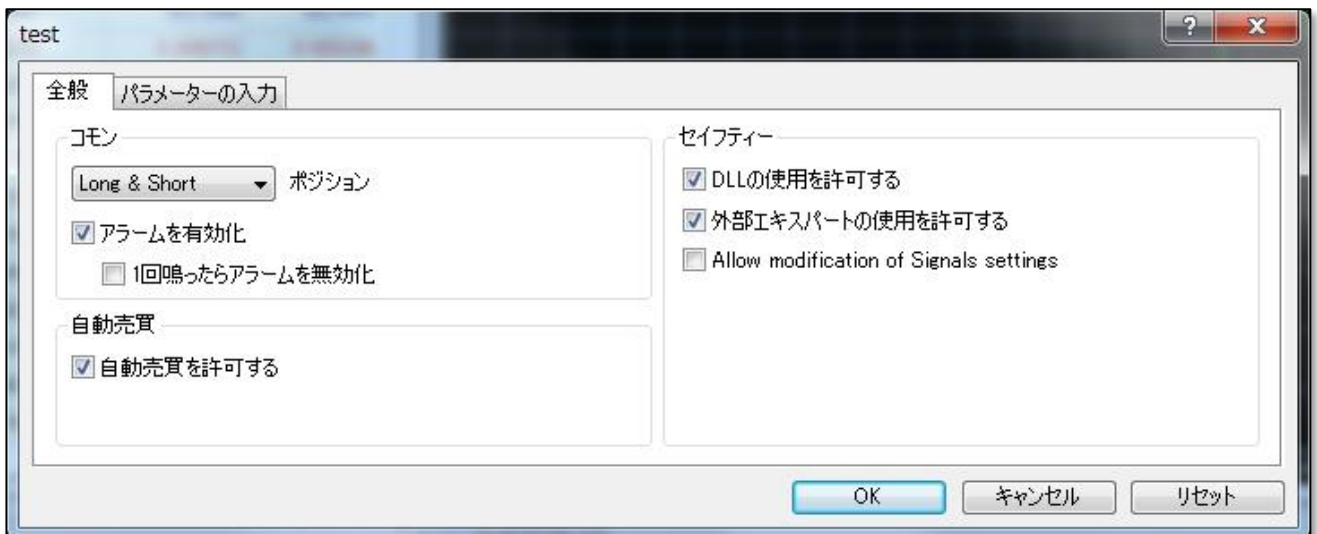 test
全般
パラメーターの入力
コモン
Long & Short
ポジション
アラームを有効化
1回鳴ったらアラームを無効化
自動売買
自動売買を許可する
セイフティー
DLLの使用を許可する
外部エキスパートの使用を許可する
Allow modification of Signals settings
OK
キャンセル
リセット